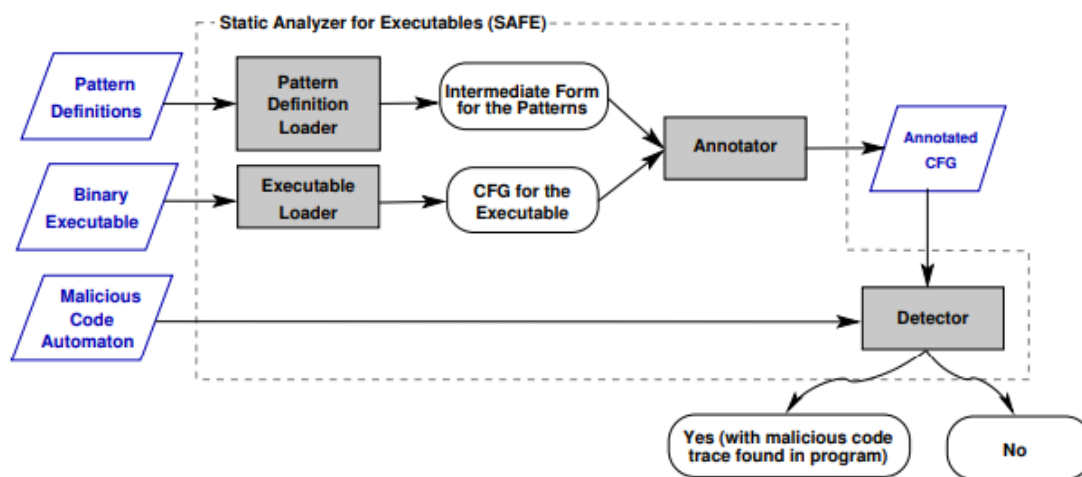 Static Analyzer for Executables (SAFE)
Pattern
Definitions
Pattern
Definition
Loader
Intermediate Form
for the Patterns
Annotator
Annotated
CFG
Binary
Executable
Executable
Loader
CFG for the
Executable
Malicious
Code
Automaton
Detector
Yes (with malicious code
trace found in program)
No